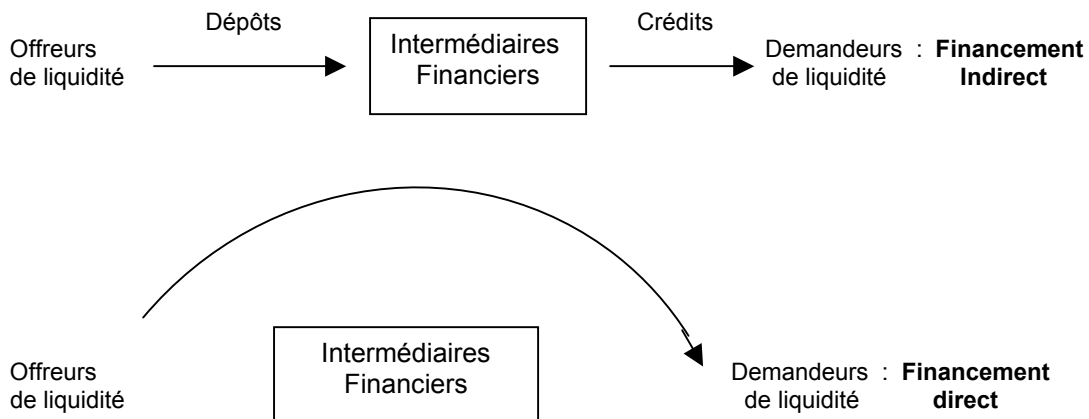 Dépôts
Crédits
Offreurs
de liquidité
Intermédiaires
Financiers
Demandeurs : Financement
de liquidité Indirect
Offreurs
de liquidité
Intermédiaires
Financiers
Demandeurs : Financement
de liquidité direct